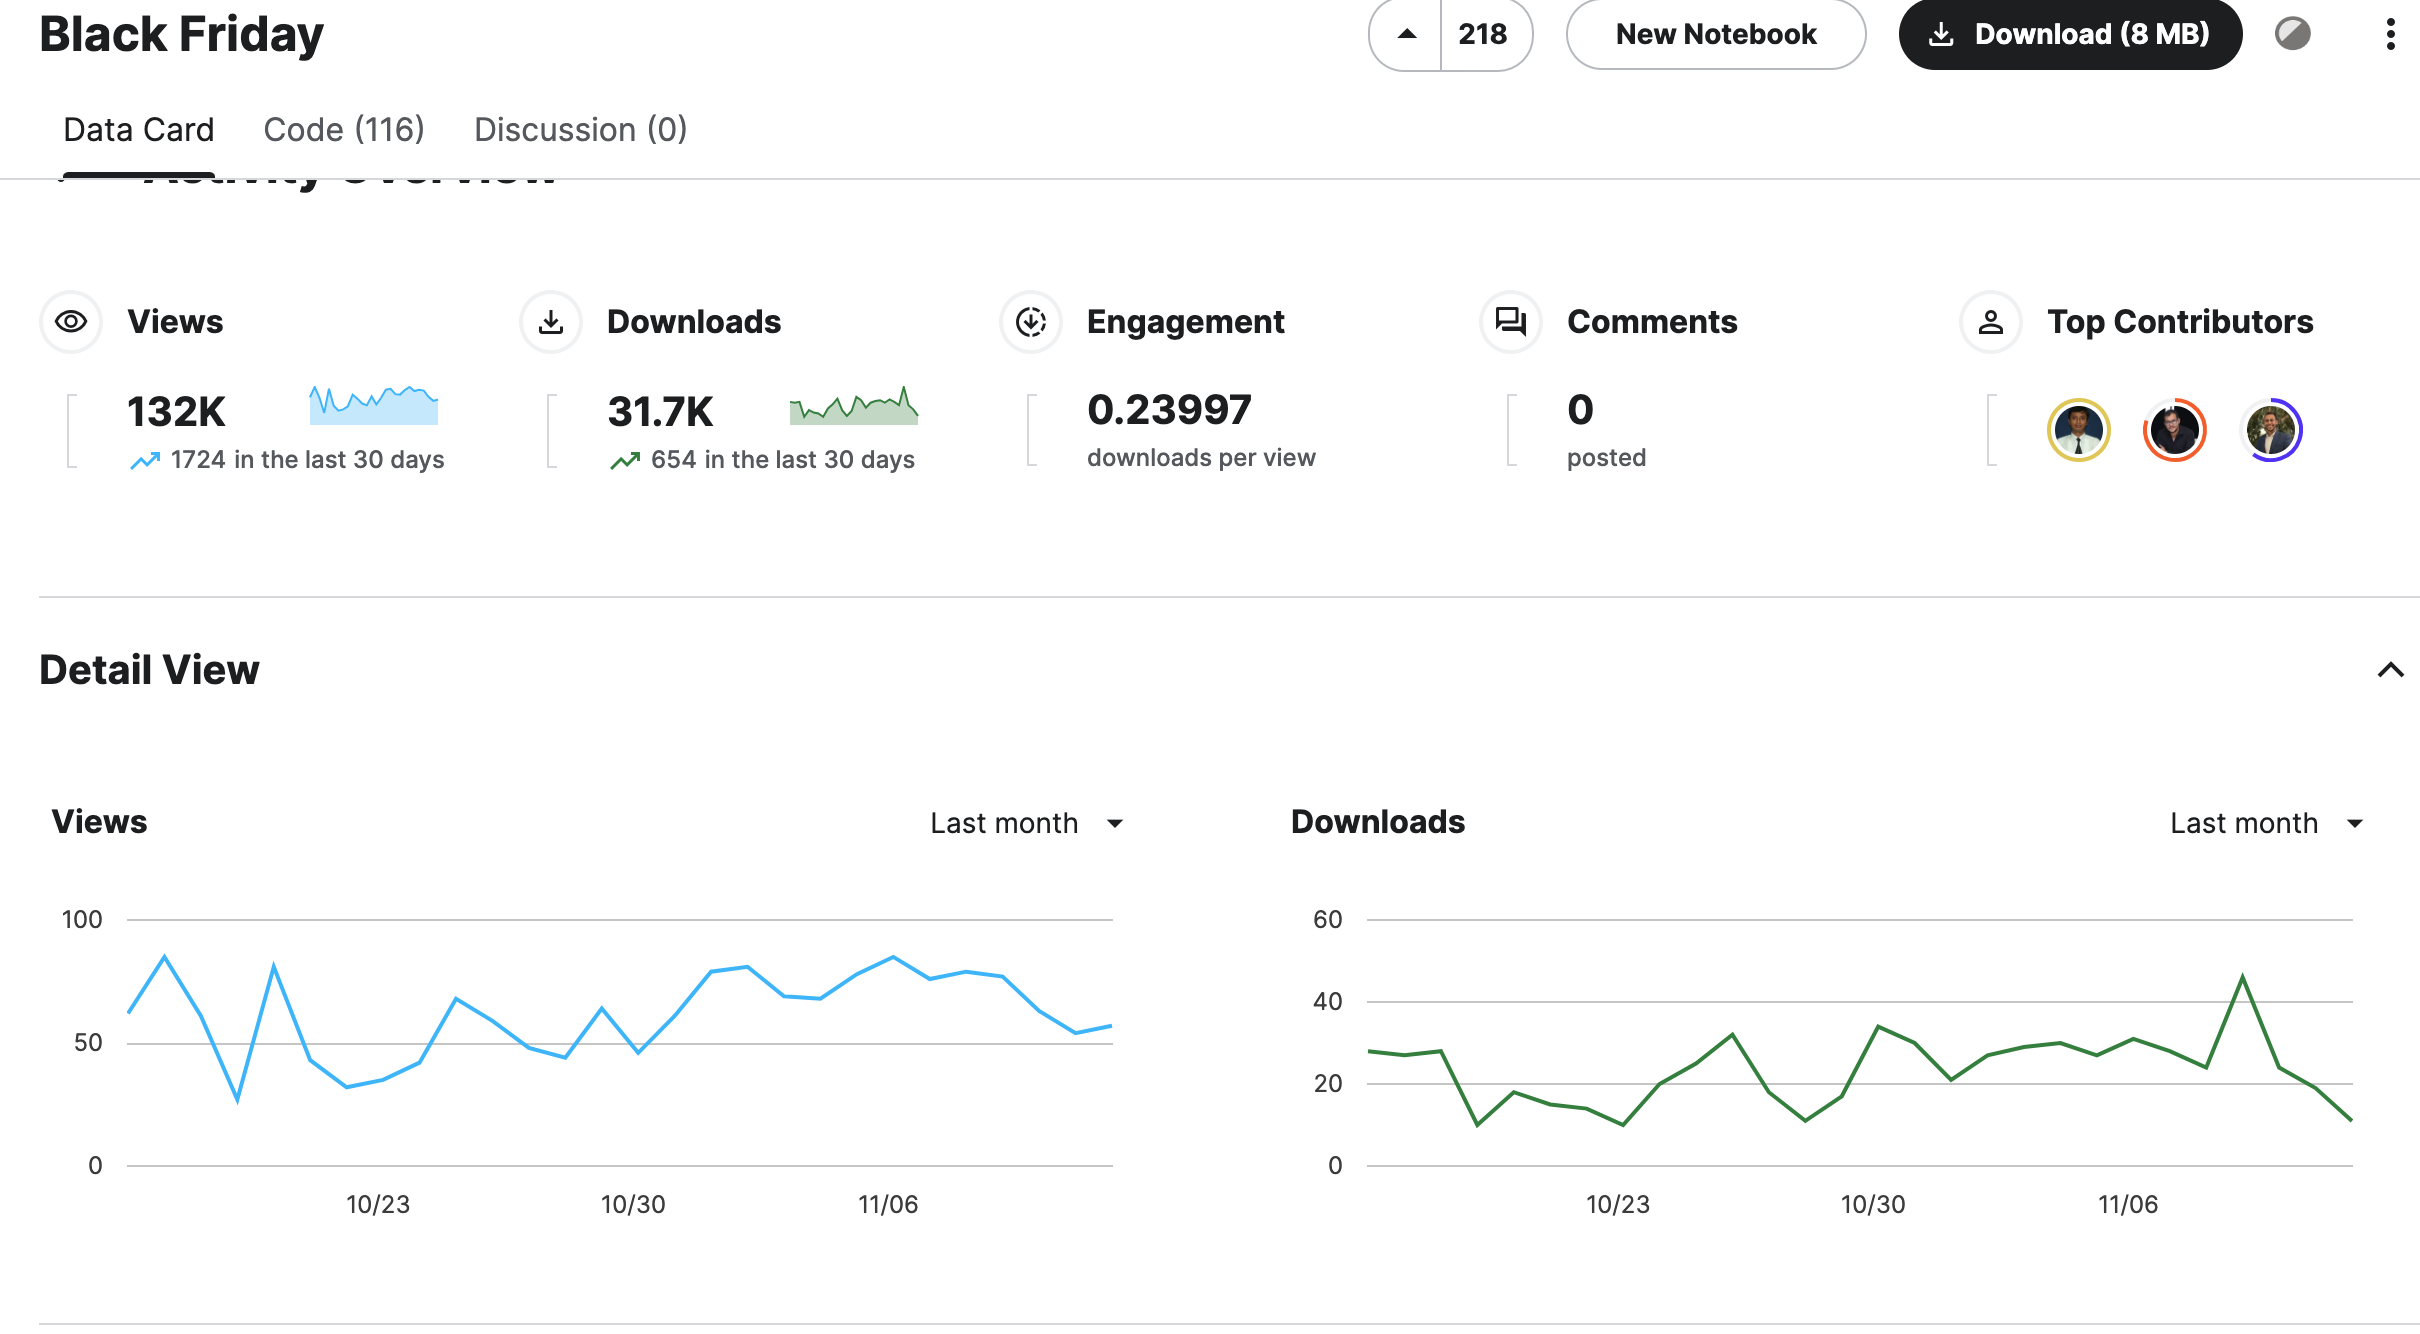 Black Friday
218
New Notebook
Download (8 MB)
Data Card
Code (116)
Discussion (0)
Activity Overview
Views
132K
1724 in the last 30 days
Downloads
31.7K
654 in the last 30 days
Engagement
0.23997
downloads per view
Comments
0
posted
Top Contributors
Detail View
Views
Last month
100
50
0
10/23
10/30
11/06
Downloads
Last month
60
40
20
0
10/23
10/30
11/06